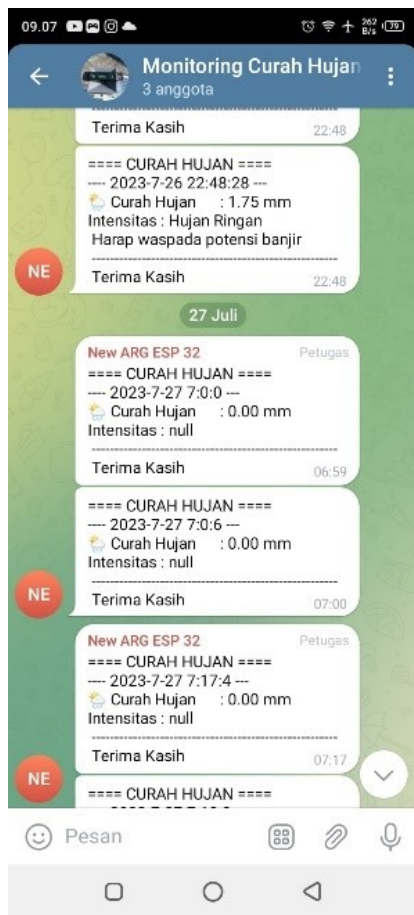 09.07
262 B/s 79
Monitoring Curah Hujan
3 anggota
Terima Kasih
22:48
==== CURAH HUJAN ====
---- 2023-7-26 22:48:28 ---
Curah Hujan : 1.75 mm
Intensitas : Hujan Ringan
Harap waspada potensi banjir
Terima Kasih
22:48
NE
27 Juli
New ARG ESP 32 Petugas
==== CURAH HUJAN ====
---- 2023-7-27 7:0:0 ---
Curah Hujan : 0.00 mm
Intensitas : null
Terima Kasih
06:59
==== CURAH HUJAN ====
---- 2023-7-27 7:0:6 ---
Curah Hujan : 0.00 mm
Intensitas : null
Terima Kasih
07:00
NE
New ARG ESP 32 Petugas
==== CURAH HUJAN ====
---- 2023-7-27 7:17:4 ---
Curah Hujan : 0.00 mm
Intensitas : null
Terima Kasih
07:17
NE
==== CURAH HUJAN ====
Pesan